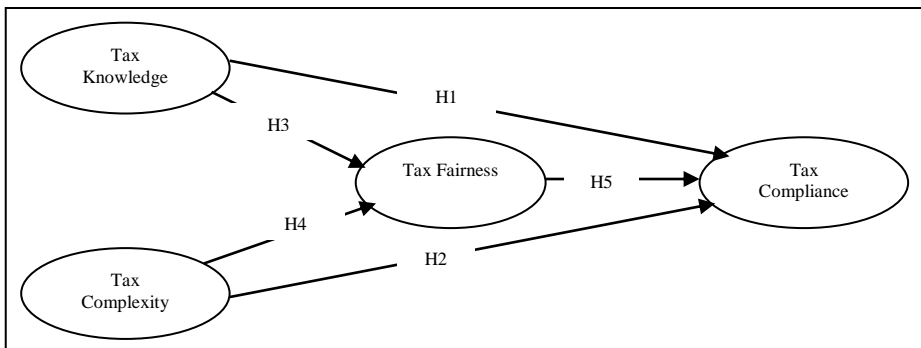 Tax
Knowledge
H1
H3
Tax Fairness
H5
Tax
Compliance
H4
H2
Tax
Complexity